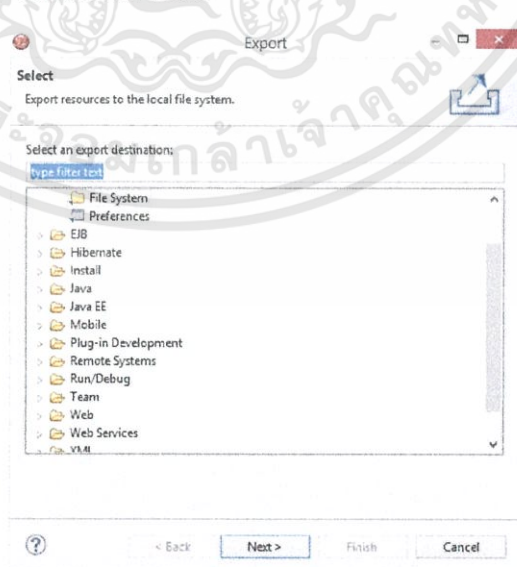 Export
Select
Export resources to the local file system.
Select an export destination:
type filter text
File System
Preferences
EJB
Hibernate
Install
Java
Java EE
Mobile
Plug-in Development
Remote Systems
Run/Debug
Team
Web
Web Services
XML
< Back
Next >
Finish
Cancel